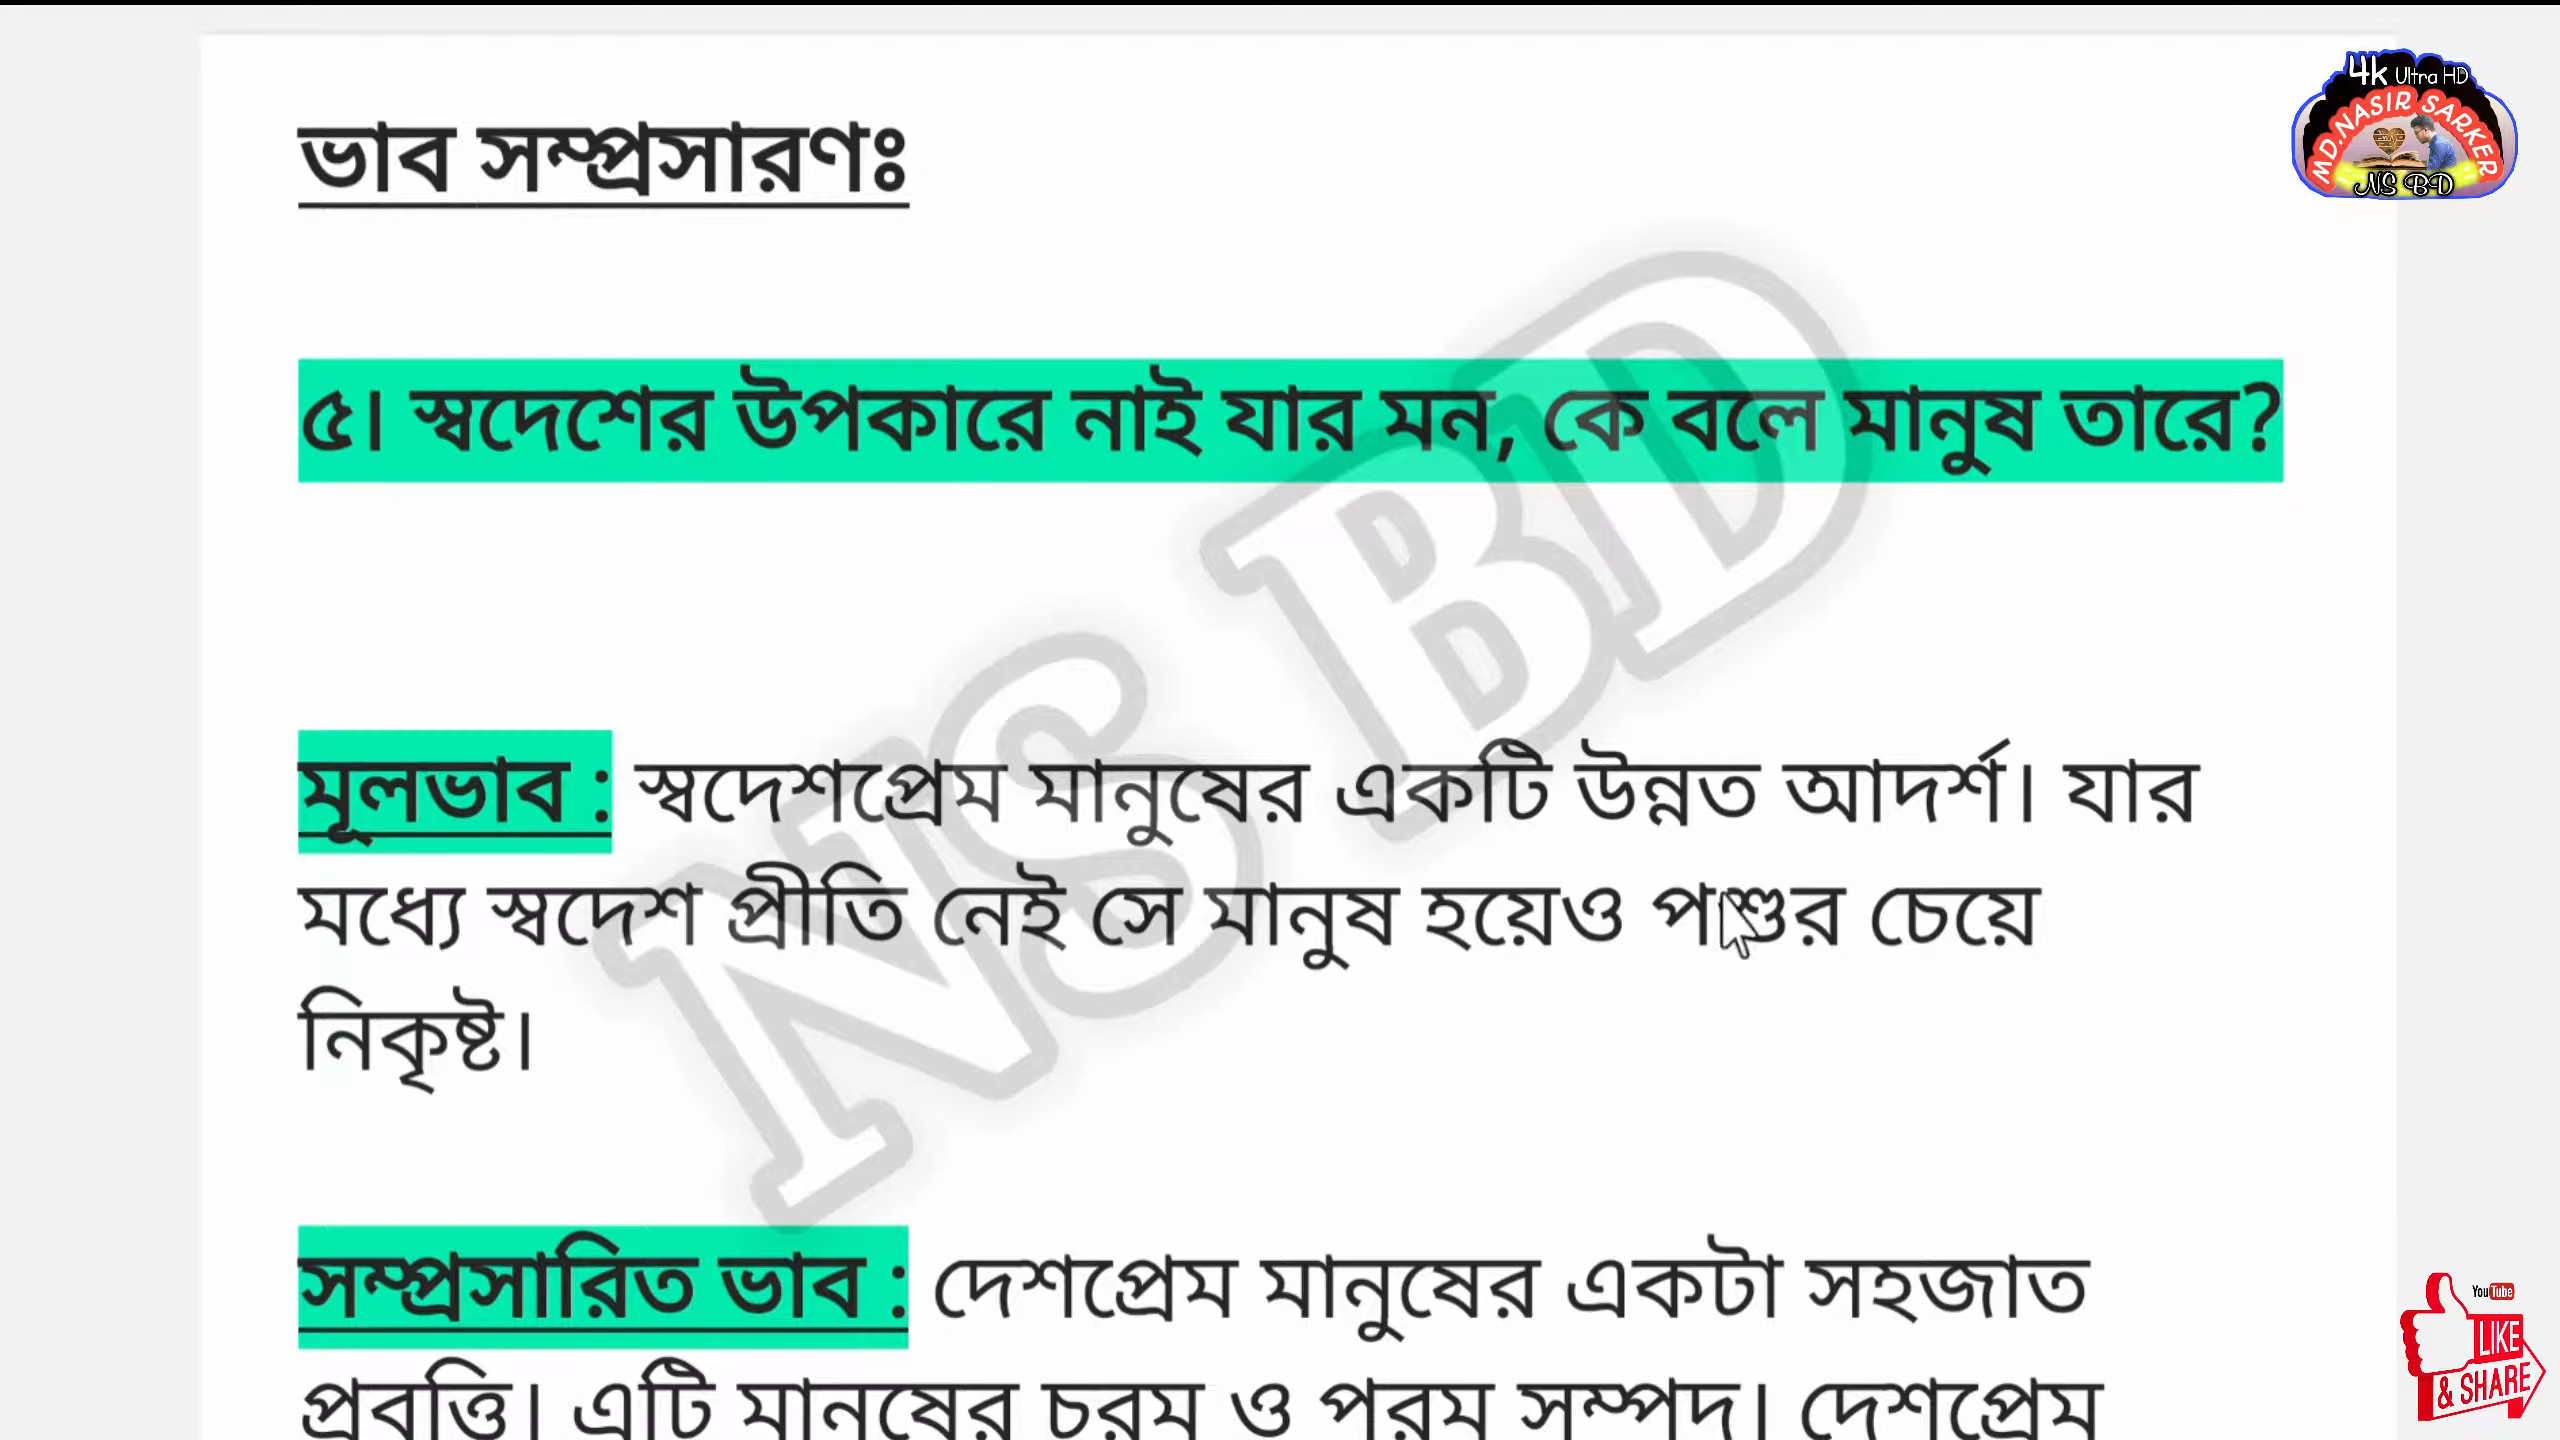 4k Ultra HD
MD.NASIR SARKER
NS BD
ভাব সম্প্রসারণঃ
৫। স্বদেশের উপকারে নাই যার মন, কে বলে মানুষ তারে?
NS BD
মূলভাব : স্বদেশপ্রেম মানুষের একটি উন্নত আদর্শ। যার
মধ্যে স্বদেশ প্রীতি নেই সে মানুষ হয়েও পশুর চেয়ে
নিকৃষ্ট।
সম্প্রসারিত ভাব : দেশপ্রেম মানুষের একটা সহজাত
প্রবৃত্তি। এটি মানুষের চরম ও পরম সম্পদ। দেশপ্রেম
YouTube
LIKE
& SHARE